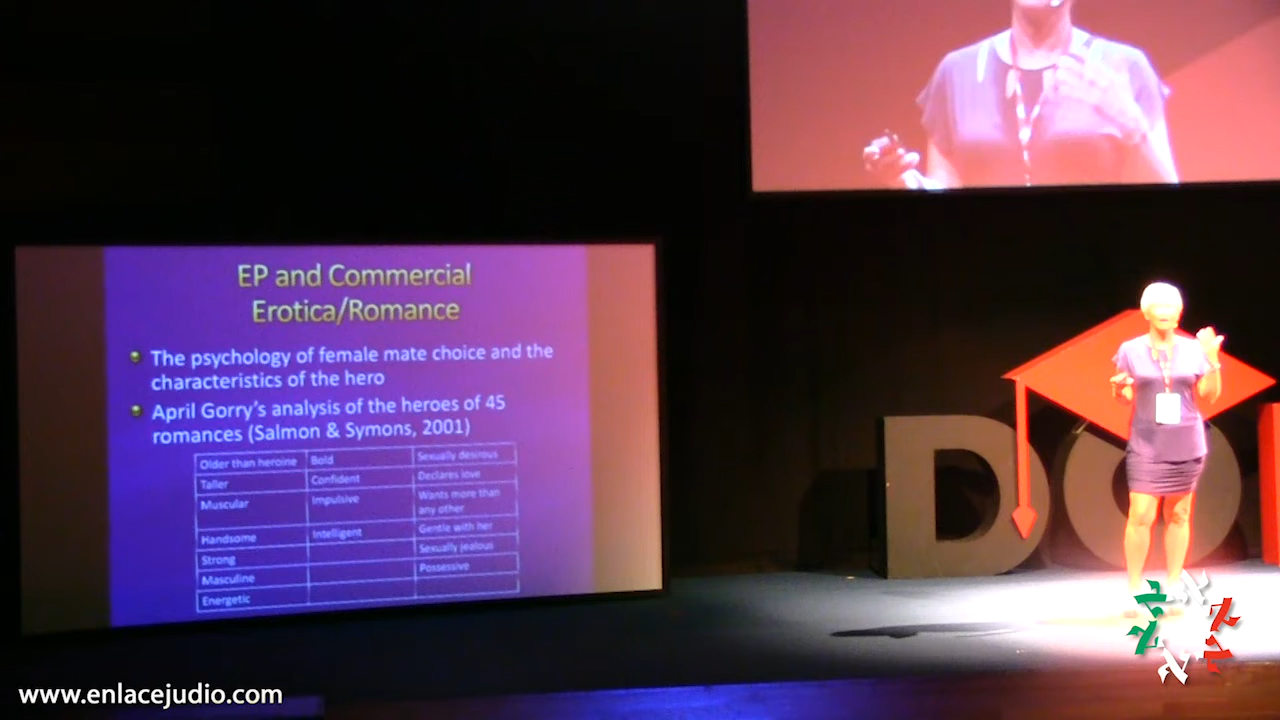 EP and Commercial
Erotica/Romance
The psychology of female mate choice and the
characteristics of the hero
April Gorry's analysis of the heroes of 45
romances (Salmon & Symons, 2001)
Older than heroine Bold Sexually desirous
Taller Confident Declares love
Muscular Impulsive Wants more than
any other
Handsome Intelligent Gentle with her
Strong Sexually jealous
Masculine Possessive
Energetic
DO
www.enlacejudio.com